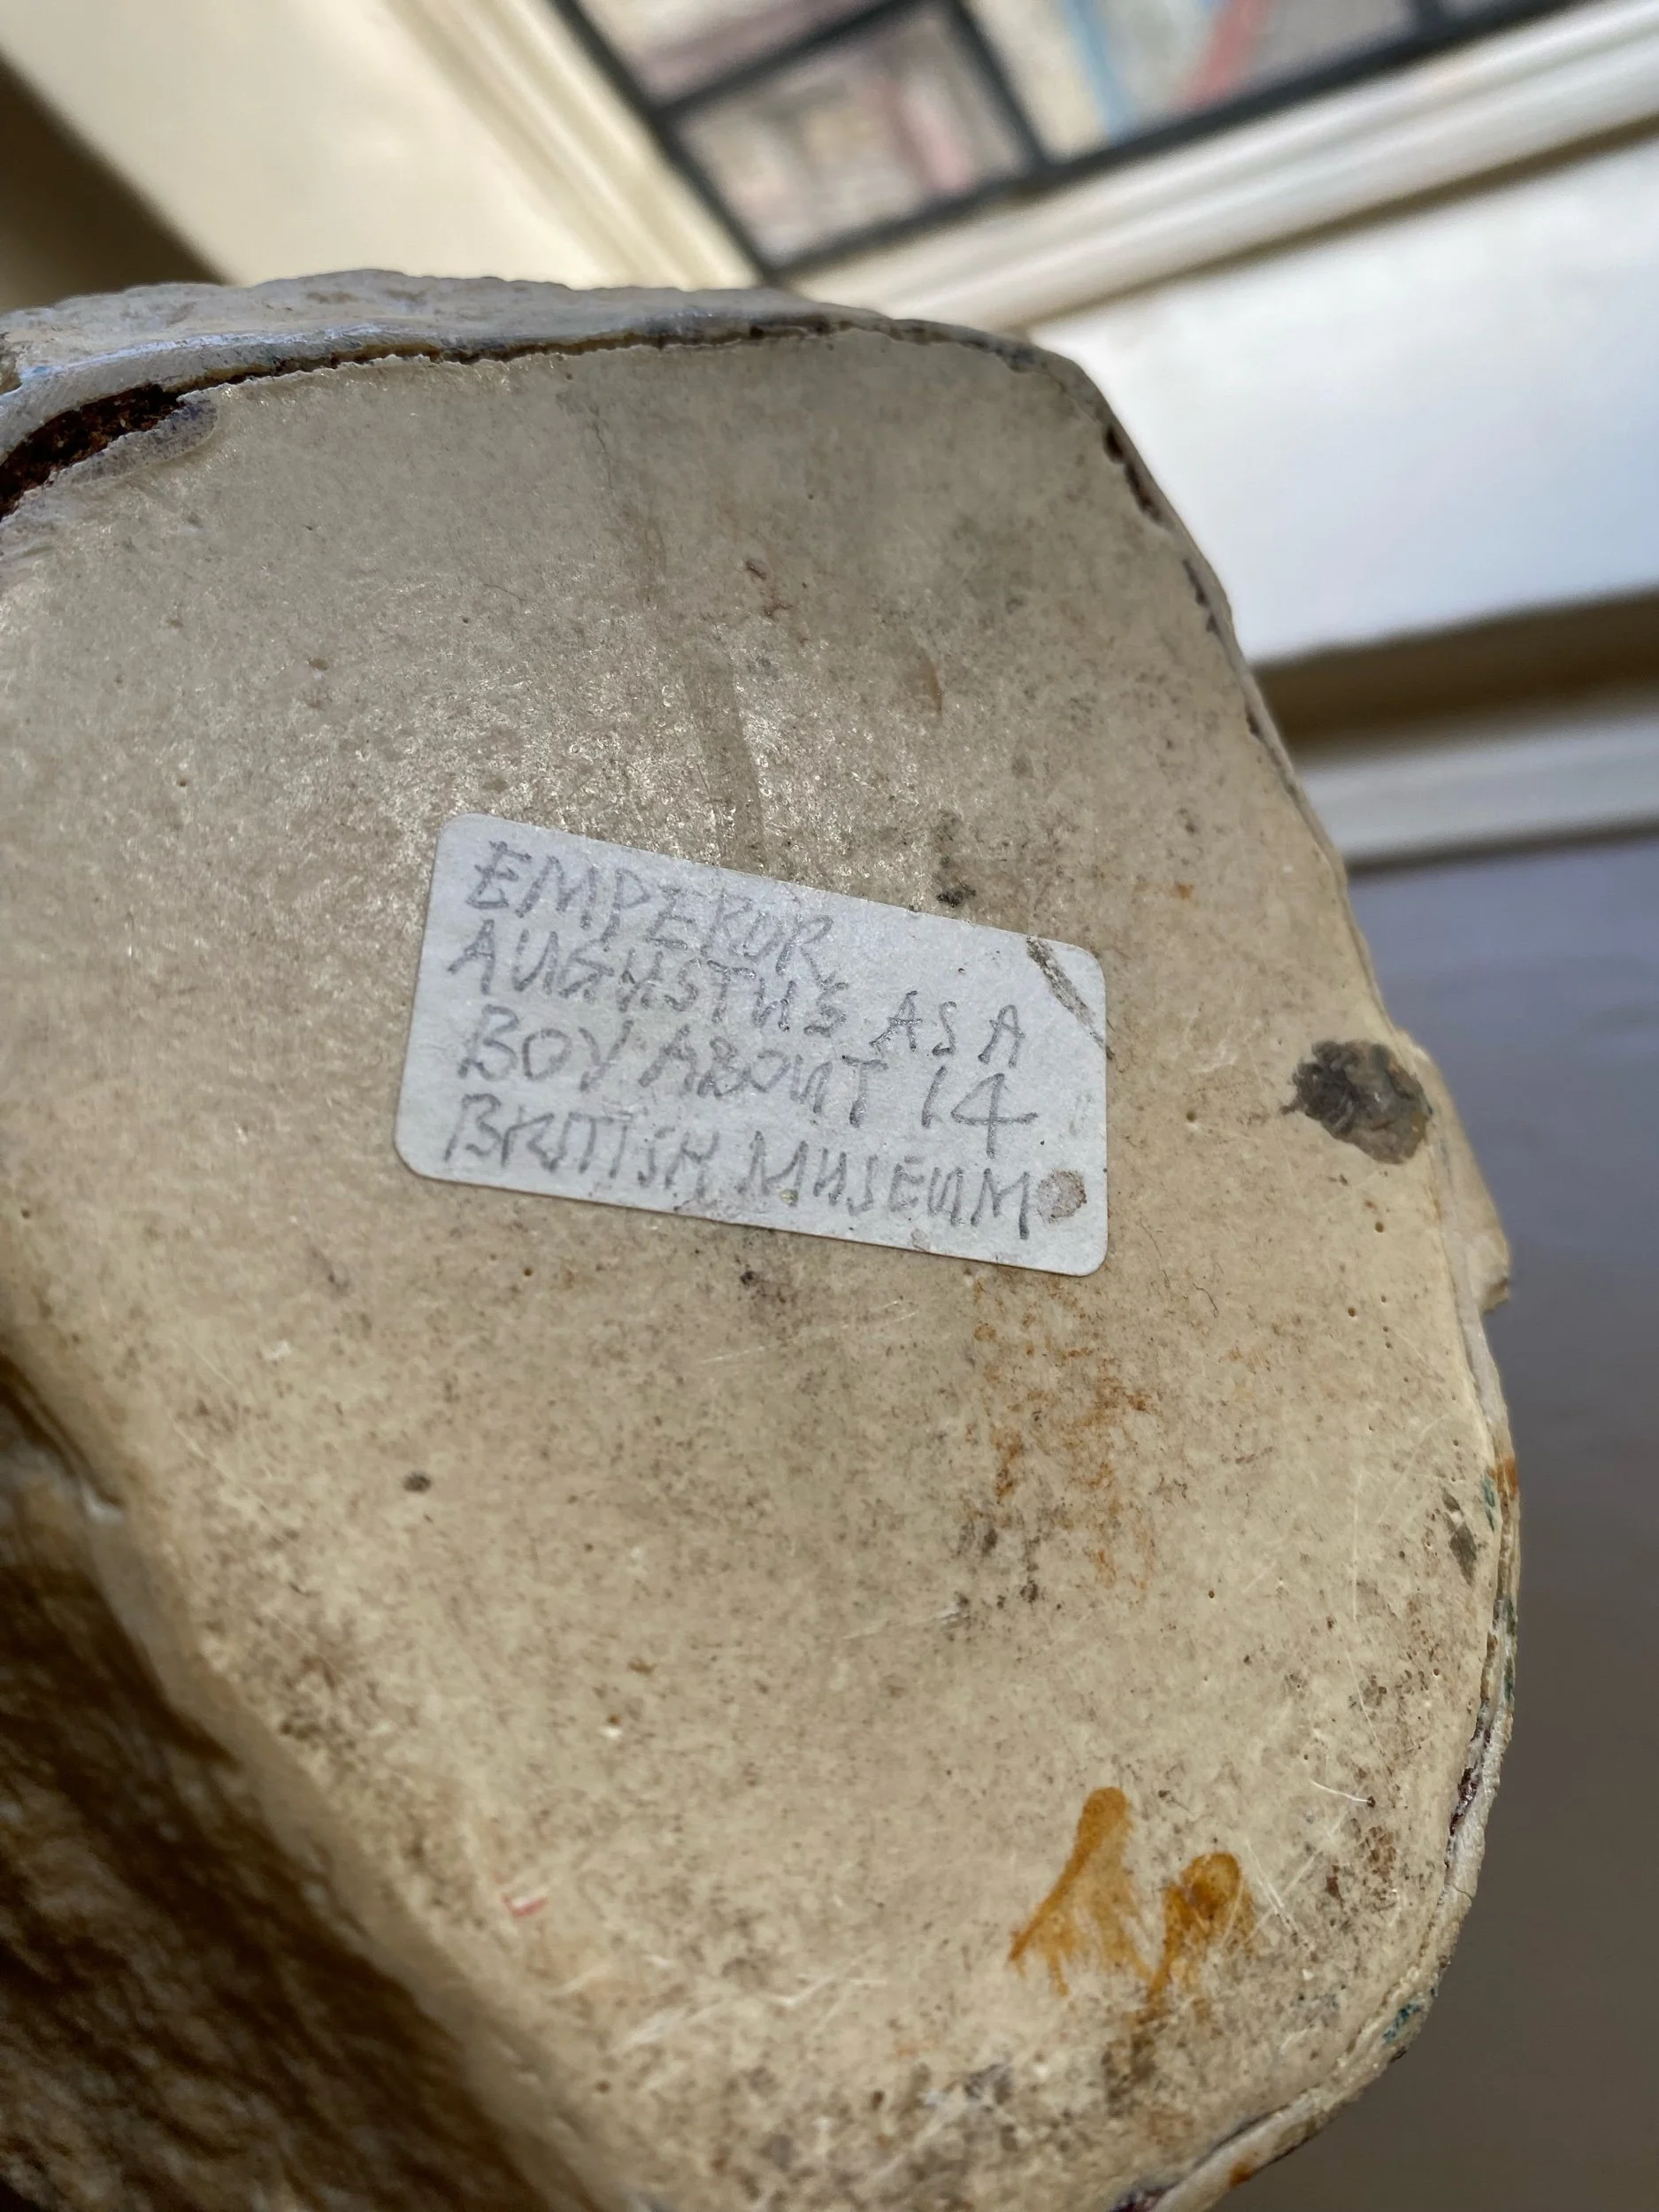 EMPEROR
AUGUSTUS AS A
BOY ABOUT 14
BRITISH MUSEUM